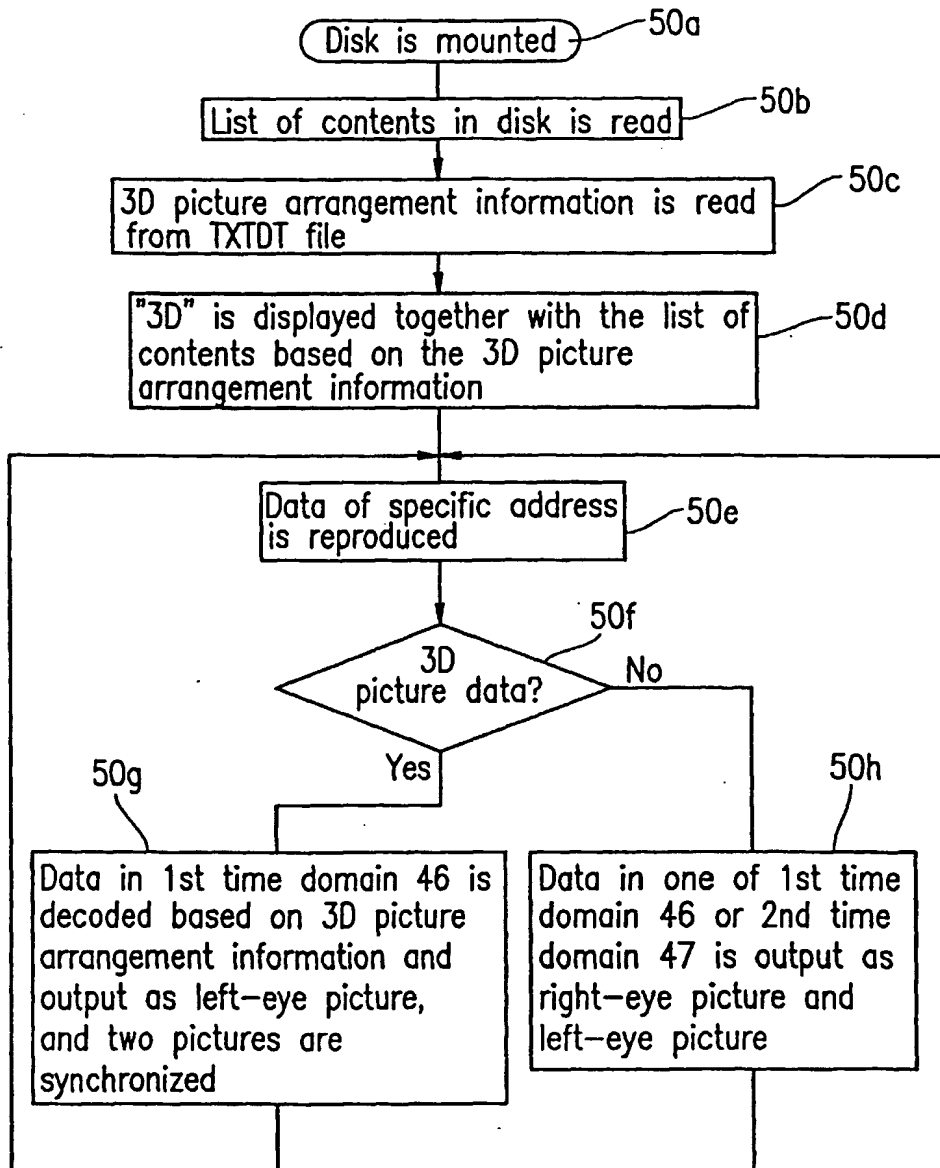 Disk is mounted
50a
List of contents in disk is read
50b
3D picture arrangement information is read
from TXTDT file
50c
"3D" is displayed together with the list of
contents based on the 3D picture
arrangement information
50d
Data of specific address
is reproduced
50e
3D
picture data?
50f
No
Yes
50g
50h
Data in 1st time domain 46 is
decoded based on 3D picture
arrangement information and
output as left-eye picture,
and two pictures are
synchronized
Data in one of 1st time
domain 46 or 2nd time
domain 47 is output as
right-eye picture and
left-eye picture